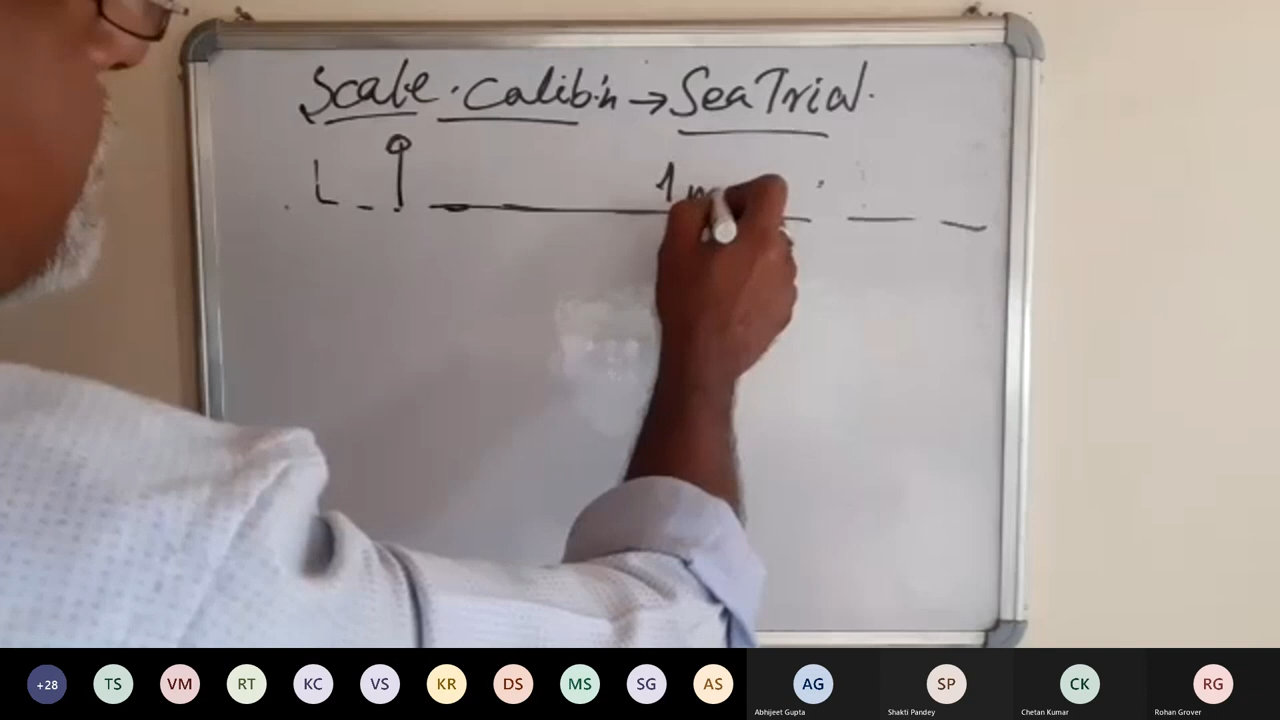 Scale Calib'n → Sea Trial.
L
1 m
+28 TS VM RT KC VS KR DS MS SG AS AG SP CK RG
Abhijeet Gupta Shakti Pandey Chetan Kumar Rohan Grover